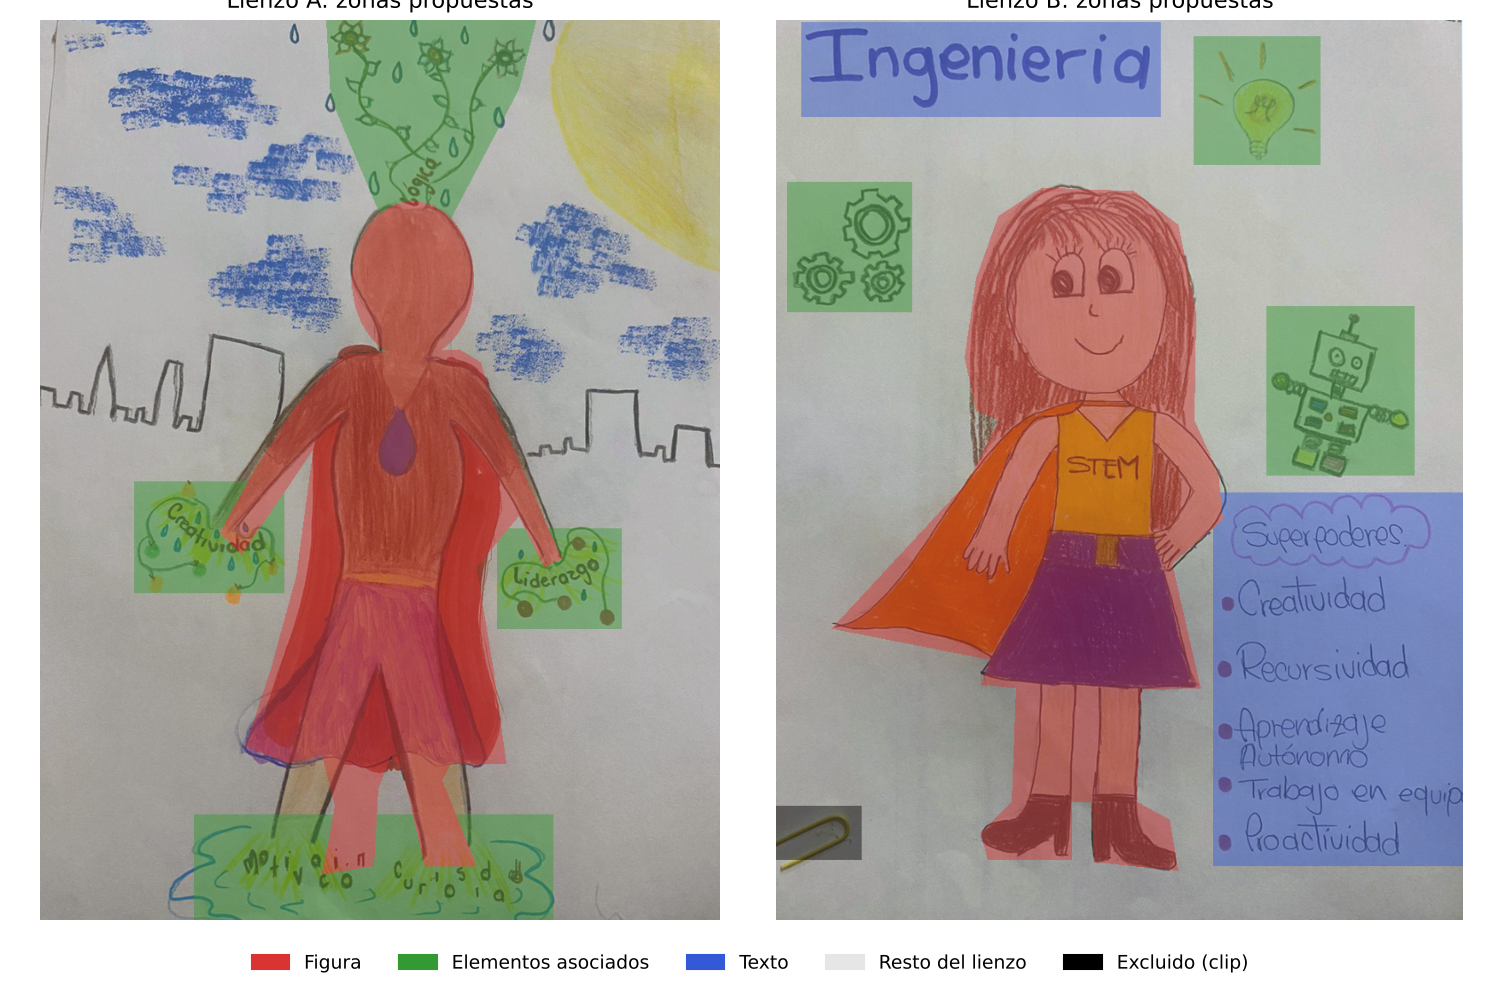 Lienzo A: zonas propuestas
Lógica
Creatividad
Liderazgo
Motivación
Curiosidad
Lienzo B: zonas propuestas
Ingenieria
STEM
Superpoderes
Creatividad
Recursividad
Aprendizaje
Autónomo
Trabajo en equip
Proactividad
Figura
Elementos asociados
Texto
Resto del lienzo
Excluido (clip)